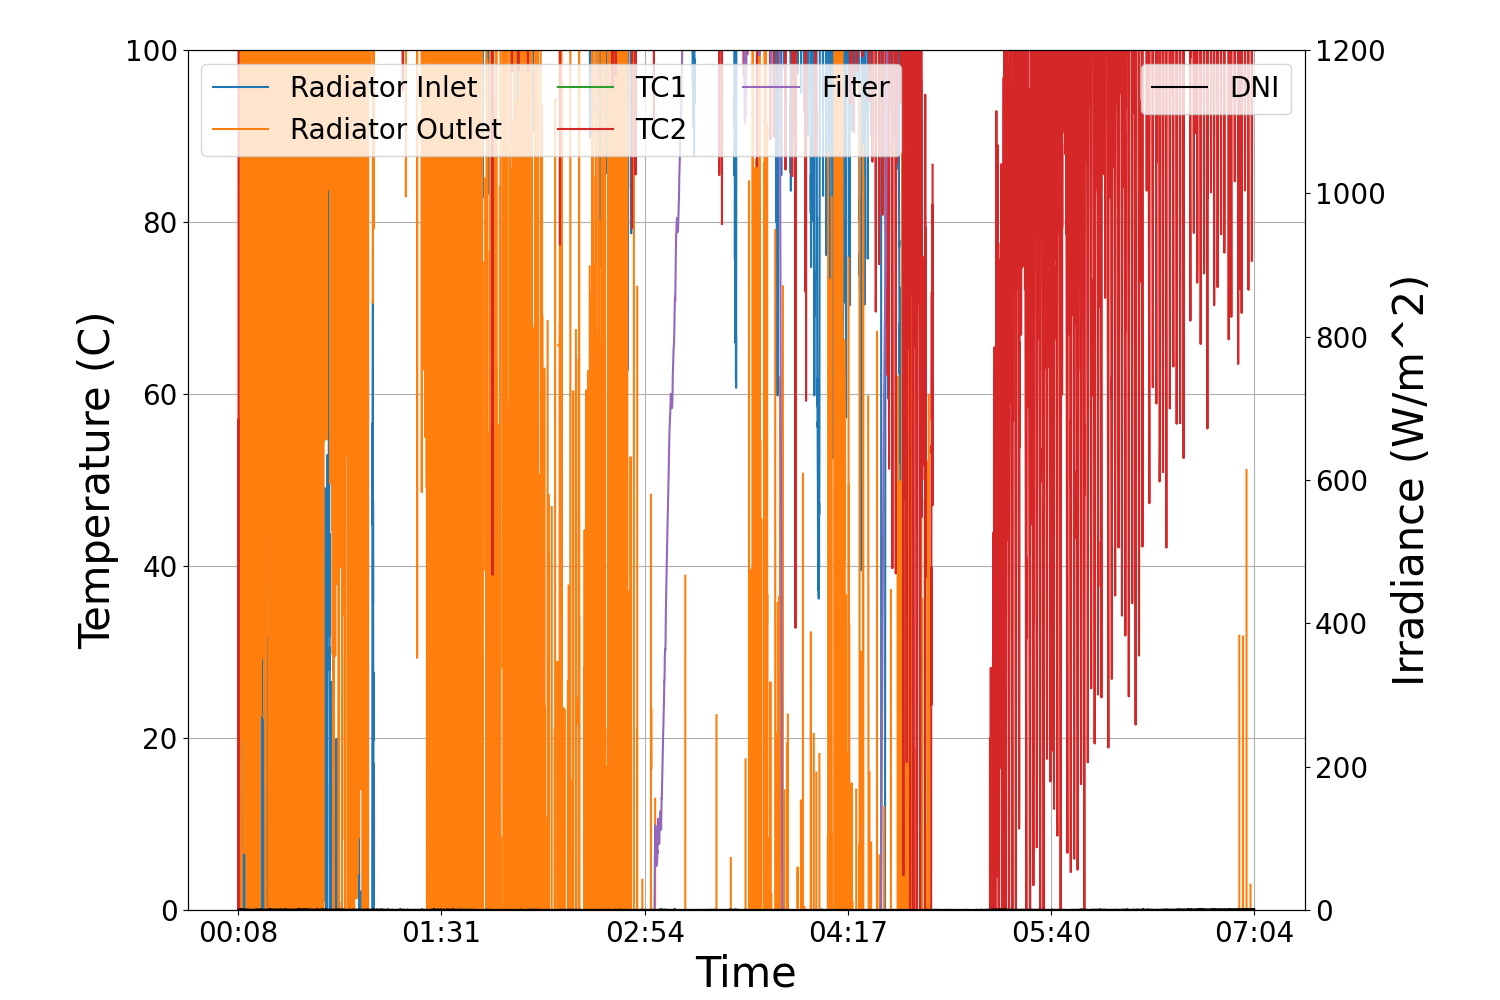 Radiator Inlet
Radiator Outlet
TC1
TC2
Filter
DNI
Temperature (C)
100
80
60
40
20
0
1200
1000
800
600
400
200
0
Irradiance (W/m^2)
00:08 01:31 02:54 04:17 05:40 07:04
Time